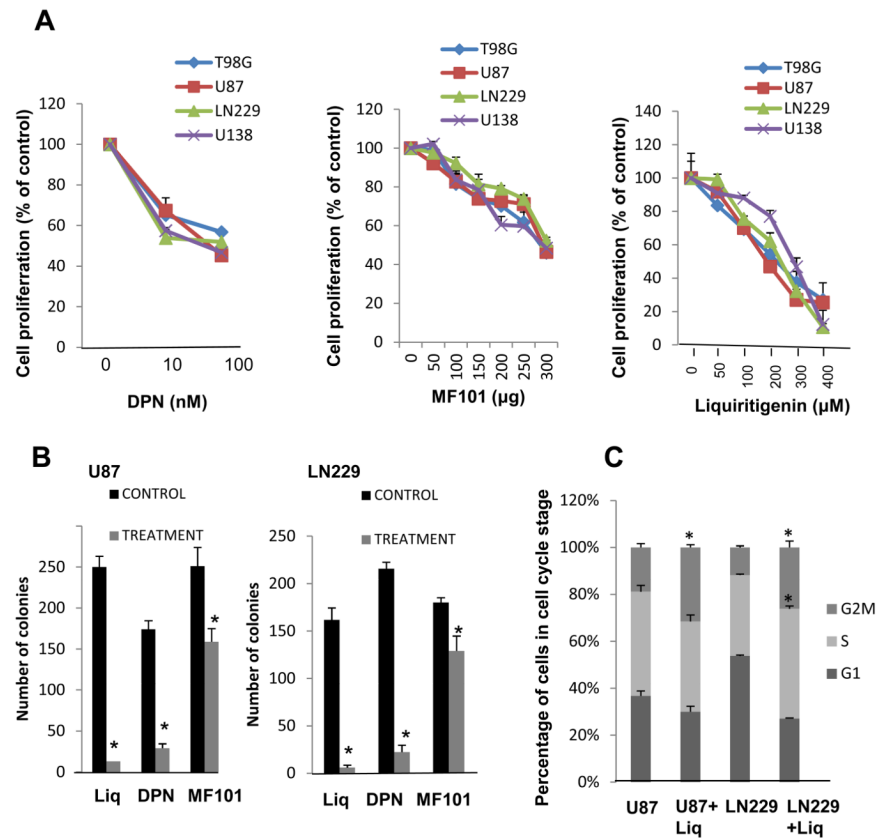 A
T98G
U87
LN229
U138
Cell proliferration (% of control)
120
100
80
60
40
20
0
0 10 100
DPN (nM)
T98G
U87
LN229
U138
Cell proliferation (% of control)
120
100
80
60
40
20
0
0 50 100 150 200 250 300
MF101 (μg)
T98G
U87
LN229
U138
Cell proliferation (% of control)
140
120
100
80
60
40
20
0
0 50 100 200 300 400
Liquiritigenin (μM)
B
U87
CONTROL
TREATMENT
Number of colonies
250
200
150
100
50
0
* * *
Liq DPN MF101
LN229
CONTROL
TREATMENT
Number of colonies
250
200
150
100
50
0
* * *
Liq DPN MF101
C
Percentage of cells in cell cycle stage
120%
100%
80%
60%
40%
20%
0%
* *
*
G2M
S
G1
U87 U87+ LN229 LN229
Liq +Liq